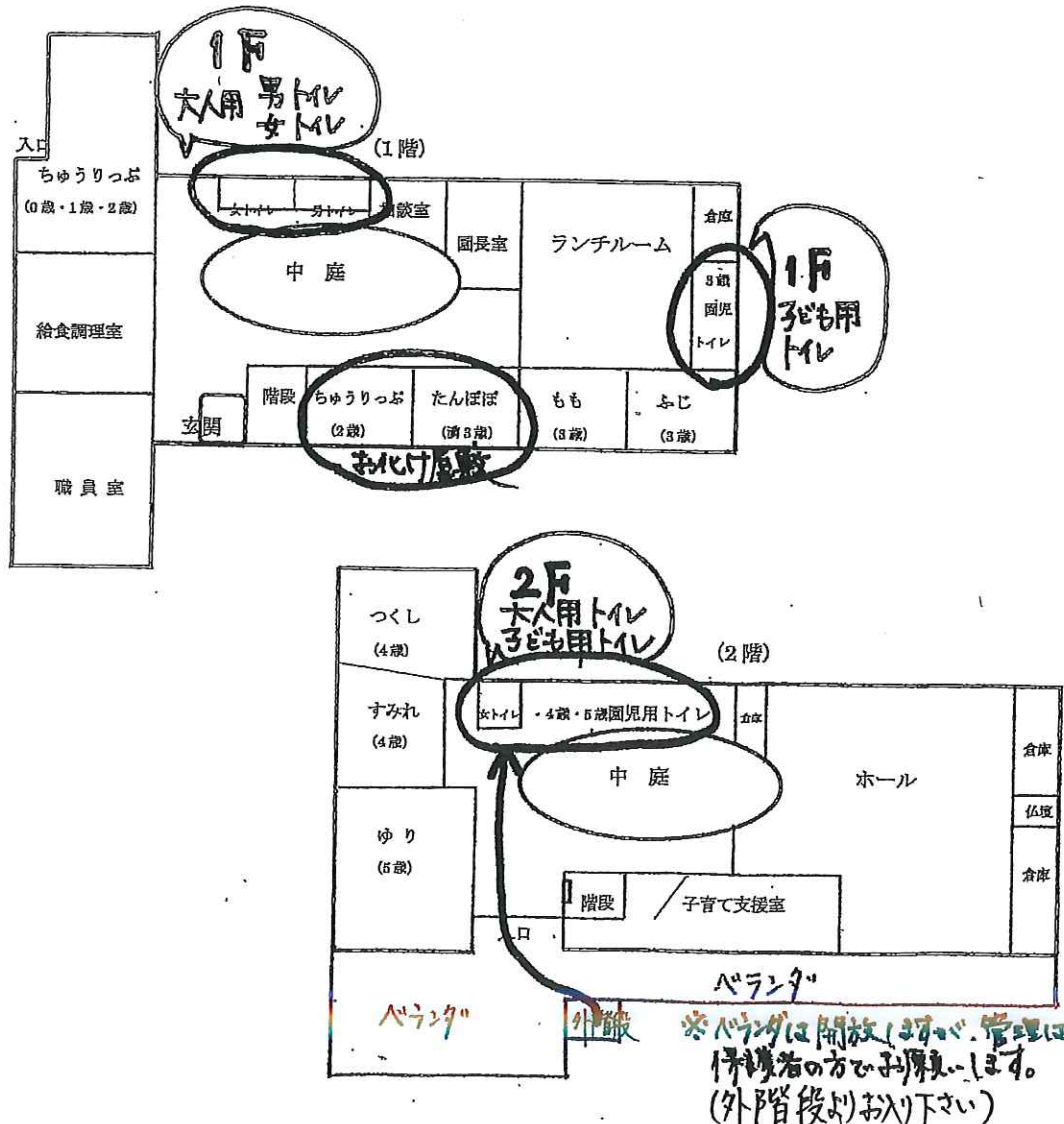 1F
大人用 男トイレ
女トイレ
(1階)
入口
ちゅうりっぷ
(0歳・1歳・2歳)
女トイレ
男トイレ
相談室
園長室
ランチルーム
倉庫
3歳
園児
トイレ
1F
子ども用
トイレ
中庭
給食調理室
階段
ちゅうりっぷ
(2歳)
たんぽぽ
(満3歳)
もも
(3歳)
ふじ
(3歳)
玄関
お化け屋敷
職員室
2F
大人用トイレ
子ども用トイレ
(2階)
つくし
(4歳)
すみれ
(4歳)
女トイレ
・4歳・5歳園児用トイレ
倉庫
中庭
ホール
倉庫
仏壇
倉庫
ゆり
(5歳)
階段
子育て支援室
入口
ベランダ
ベランダ
外階段
※ベランダは開放しますが、管理は
保護者の方でお願いします。
(外階段よりお入り下さい)